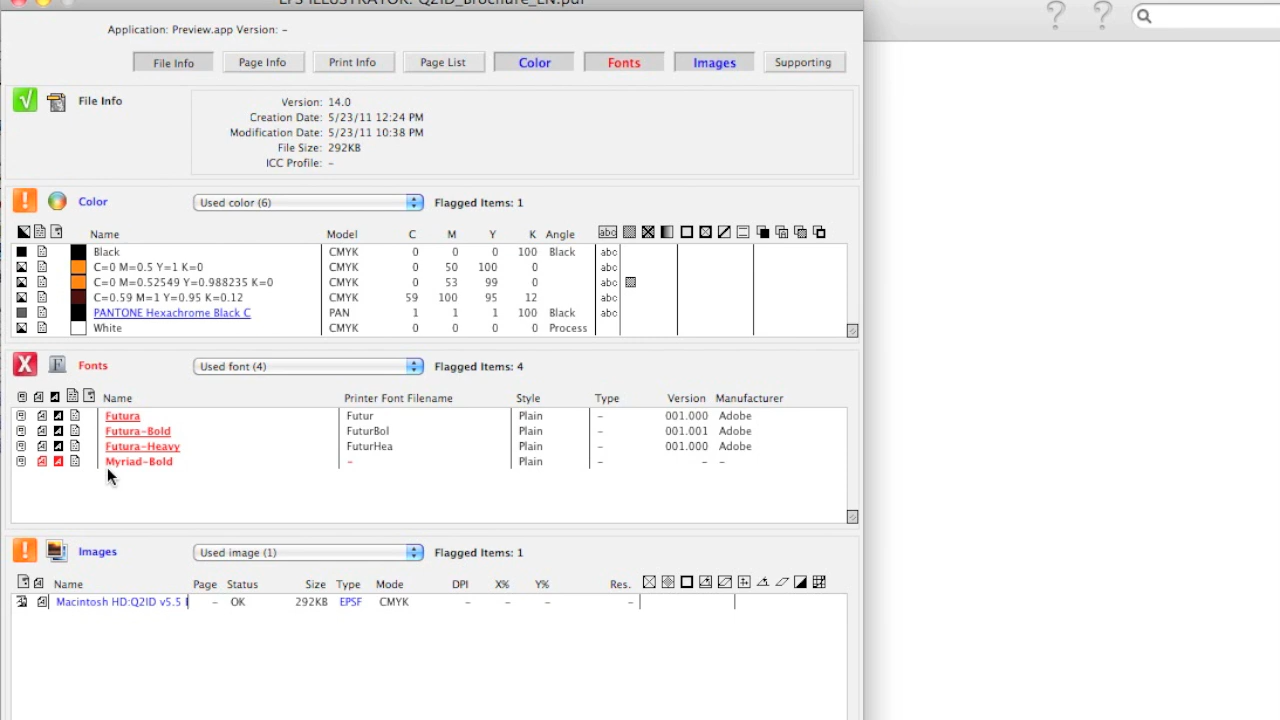 EPS ILLUSTRATOR: Q2ID_Brochure_EN.pdf
Application: Preview.app Version: –
File Info Page Info Print Info Page List Color Fonts Images Supporting
File Info
Version: 14.0
Creation Date: 5/23/11 12:24 PM
Modification Date: 5/23/11 10:38 PM
File Size: 292KB
ICC Profile: –
Color Used color (6) Flagged Items: 1
Name Model C M Y K Angle abc
Black CMYK 0 0 0 100 Black abc
C=0 M=0.5 Y=1 K=0 CMYK 0 50 100 0 abc
C=0 M=0.52549 Y=0.988235 K=0 CMYK 0 53 99 0 abc
C=0.59 M=1 Y=0.95 K=0.12 CMYK 59 100 95 12 abc
PANTONE Hexachrome Black C PAN 1 1 1 100 Black abc
White CMYK 0 0 0 0 Process
Fonts Used font (4) Flagged Items: 4
Name Printer Font Filename Style Type Version Manufacturer
Futura Futur Plain – 001.000 Adobe
Futura-Bold FuturBol Plain – 001.001 Adobe
Futura-Heavy FuturHea Plain – 001.000 Adobe
Myriad-Bold – Plain – – –
Images Used image (1) Flagged Items: 1
Name Page Status Size Type Mode DPI X% Y% Res.
Macintosh HD:Q2ID v5.5 – OK 292KB EPSF CMYK – – – –